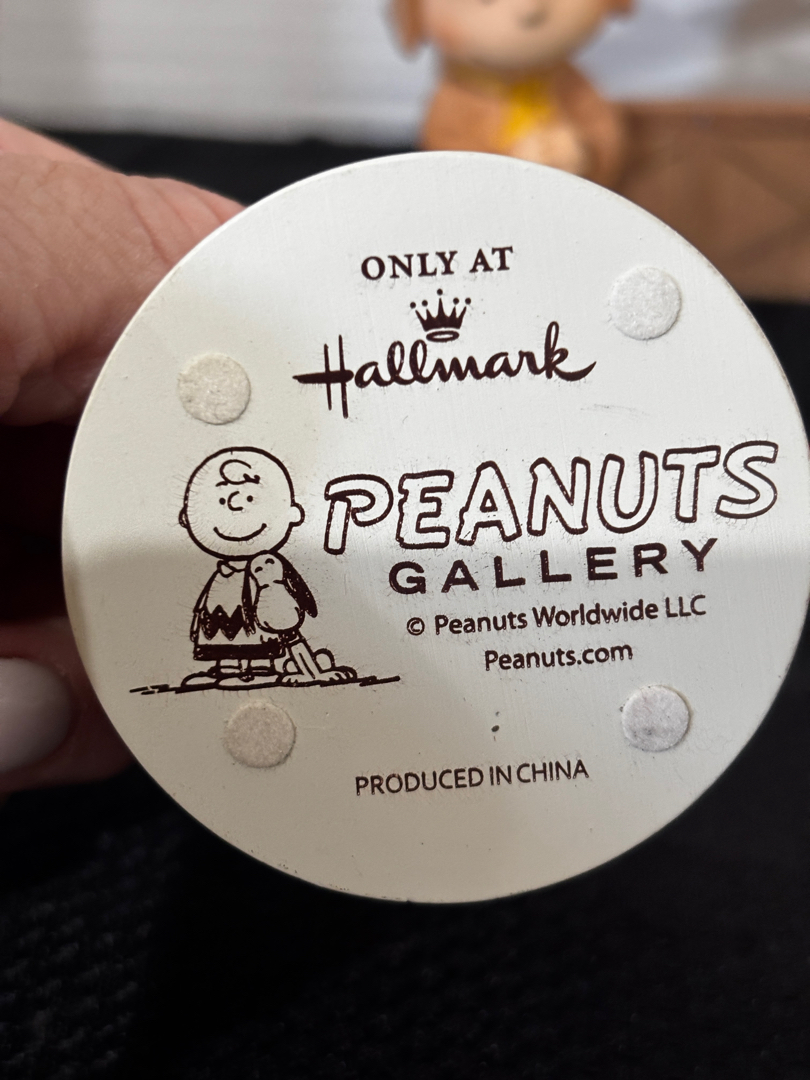 ONLY AT
Hallmark
PEANUTS
GALLERY
© Peanuts Worldwide LLC
Peanuts.com
PRODUCED IN CHINA